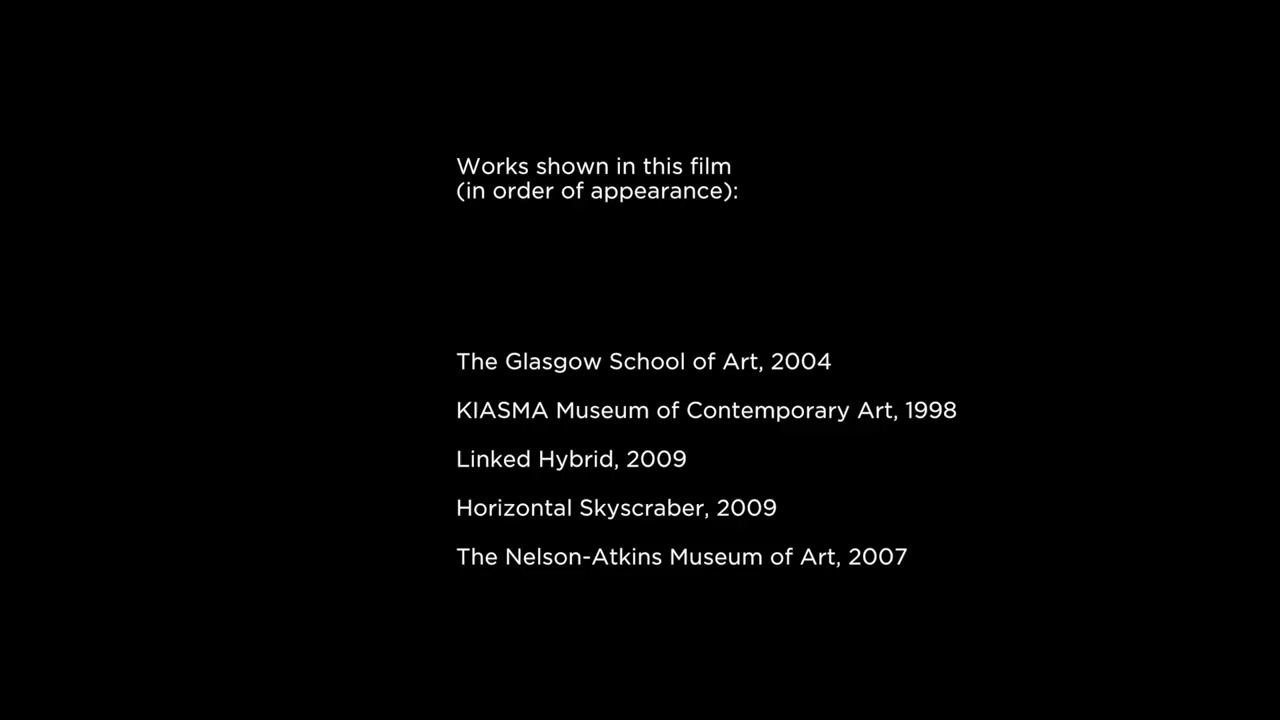 Works shown in this film
(in order of appearance):
The Glasgow School of Art, 2004
KIASMA Museum of Contemporary Art, 1998
Linked Hybrid, 2009
Horizontal Skyscraber, 2009
The Nelson-Atkins Museum of Art, 2007